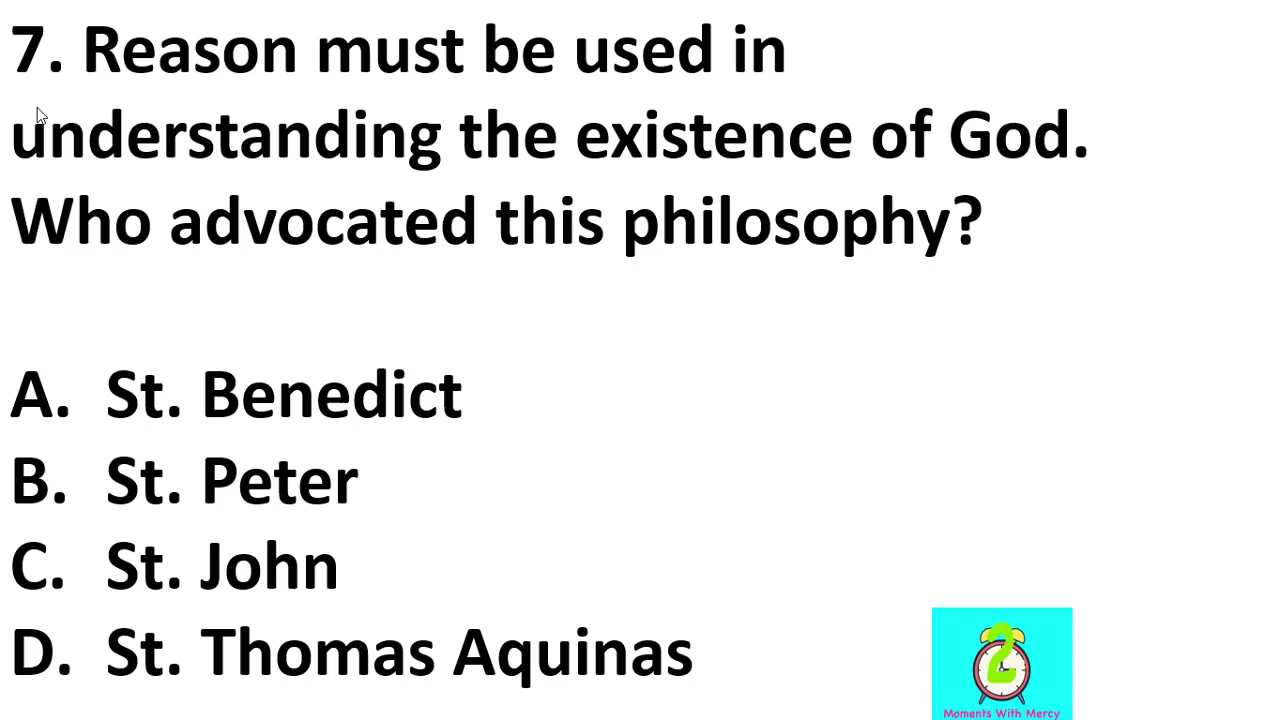 7. Reason must be used in
understanding the existence of God.
Who advocated this philosophy?
A. St. Benedict
B. St. Peter
C. St. John
D. St. Thomas Aquinas
2
Moments With Mercy